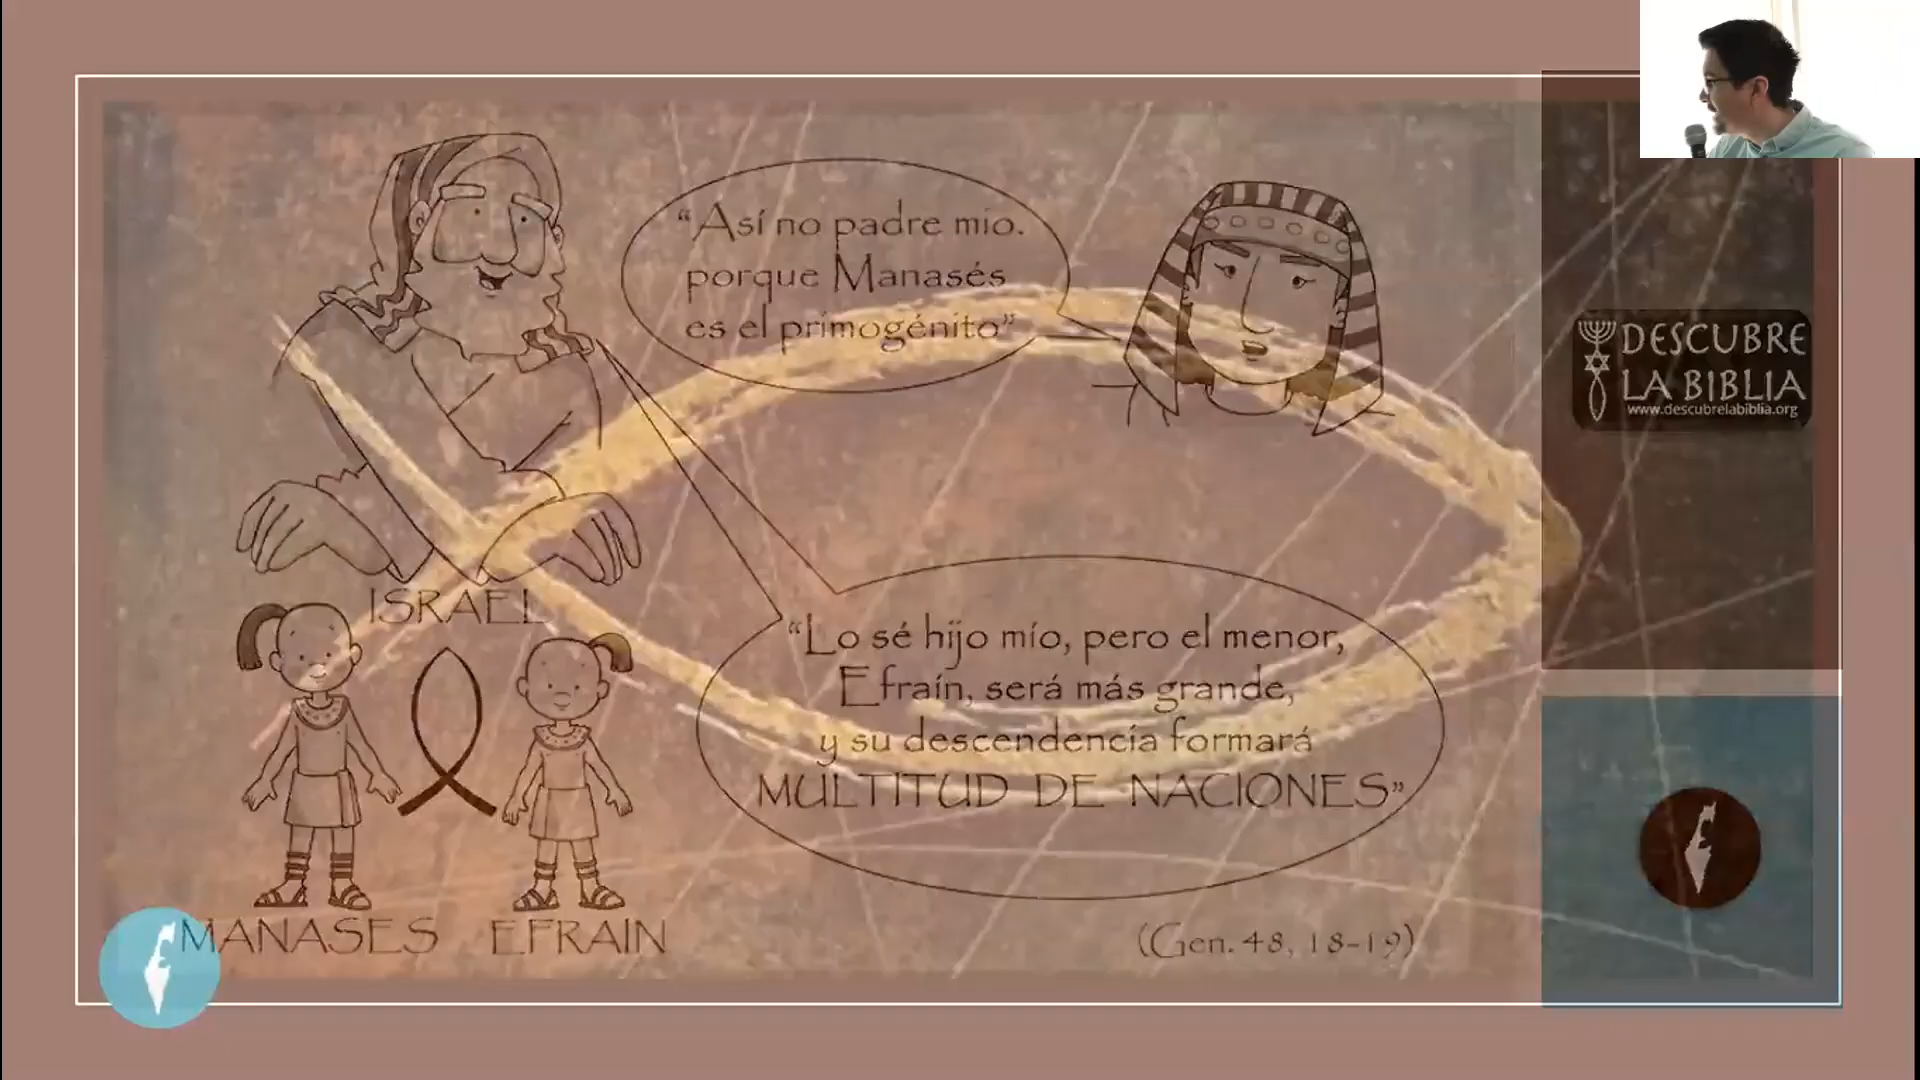 “Así no padre mio.
porque Manasés
es el primogénito”
DESCUBRE
LA BIBLIA
www.descubrelabiblia.org
ISRAEL
“Lo sé hijo mío, pero el menor,
Efraín, será más grande,
y su descendencia formará
MULTITUD DE NACIONES”
MANASES EFRAIN
(Gen. 48, 18-19)